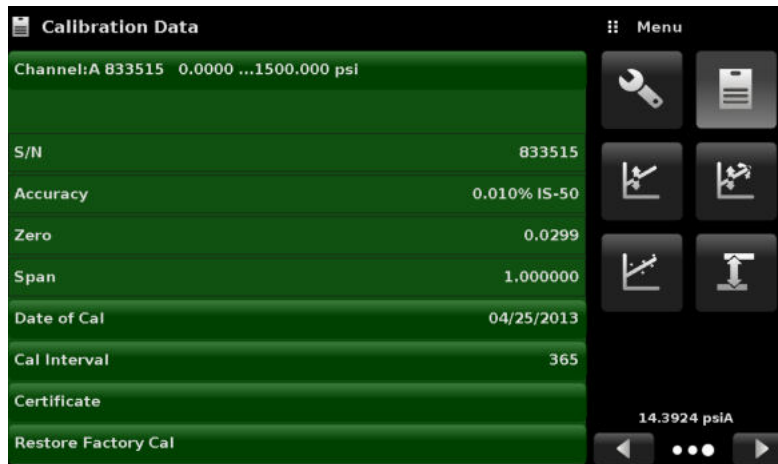 Calibration Data
Menu
Channel:A 833515 0.0000 ...1500.000 psi
S/N 833515
Accuracy 0.010% IS-50
Zero 0.0299
Span 1.000000
Date of Cal 04/25/2013
Cal Interval 365
Certificate
Restore Factory Cal
14.3924 psiA